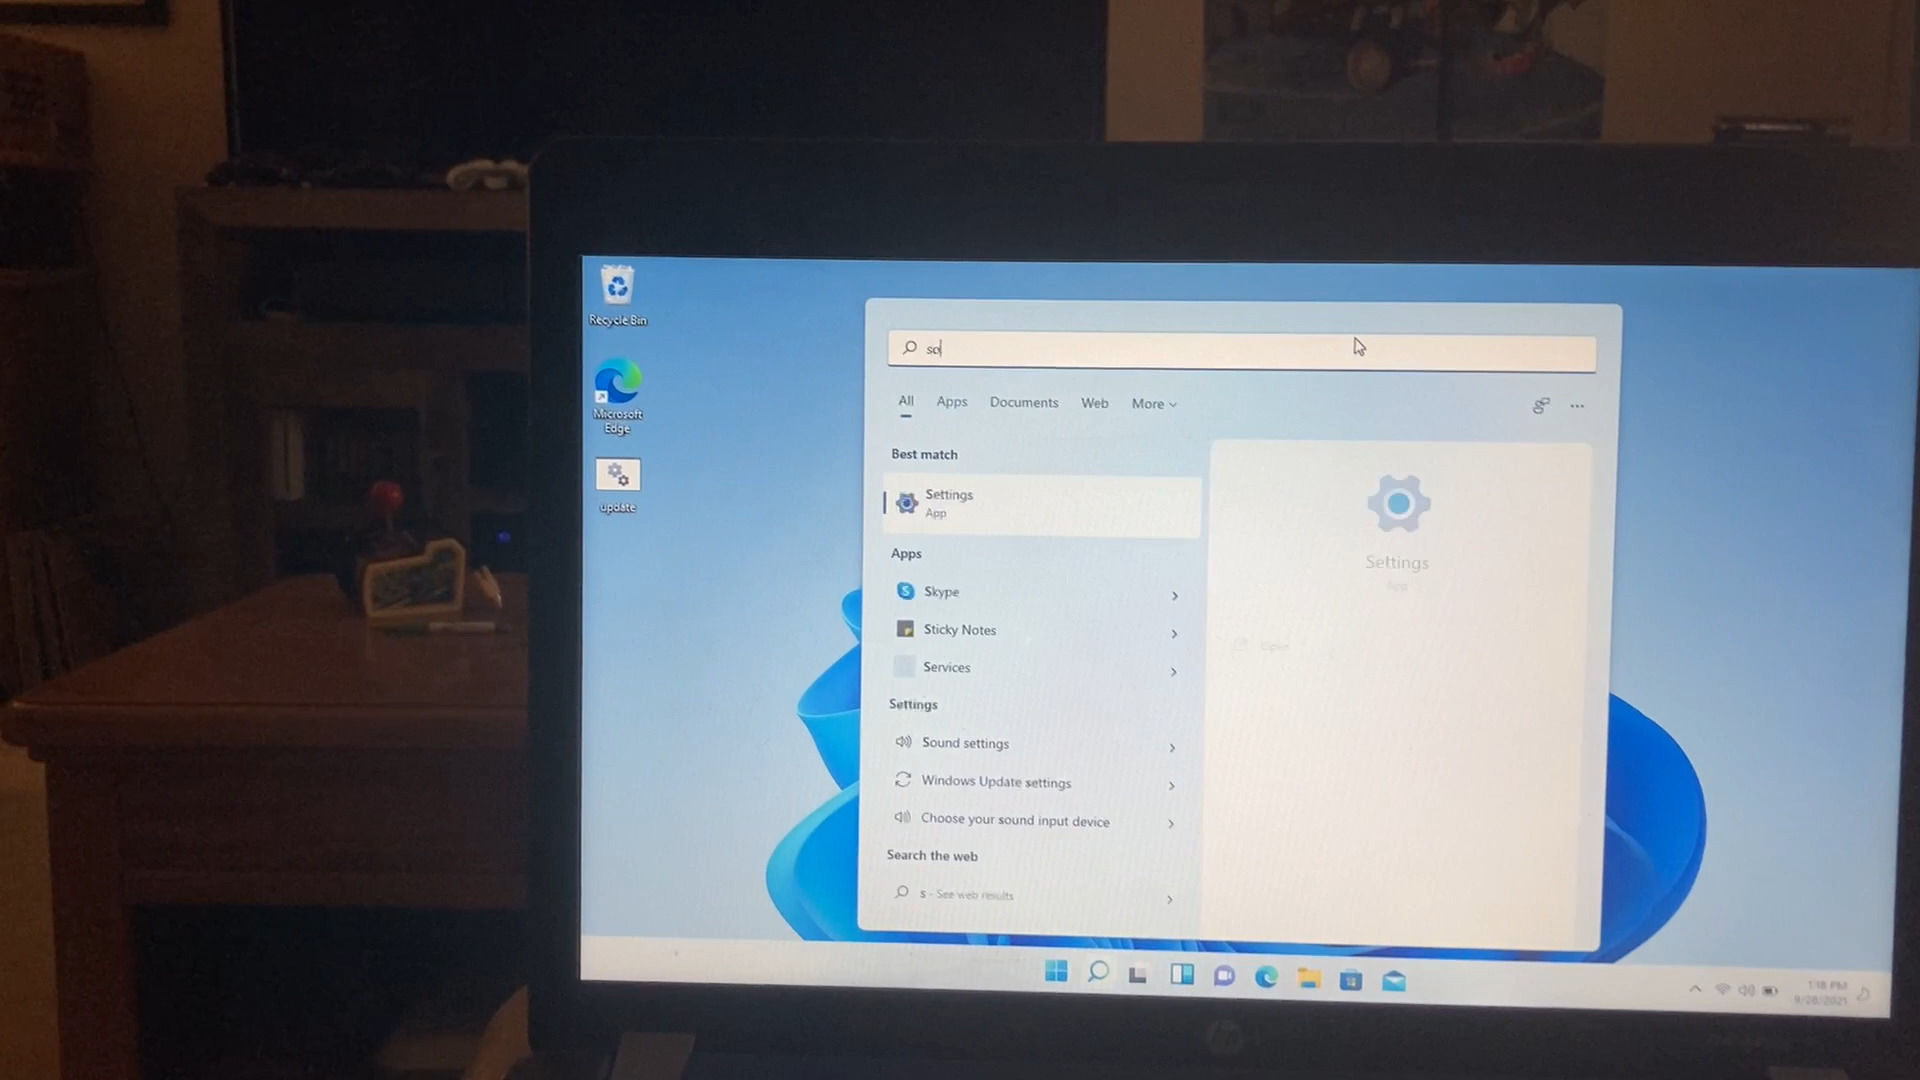 Recycle Bin
Microsoft
Edge
update
so
All Apps Documents Web More
Best match
Settings
App
Apps
Skype
Sticky Notes
Services
Settings
Sound settings
Windows Update settings
Choose your sound input device
Search the web
s - See web results
Settings
App
Open
1:18 PM
9/28/2021
hp